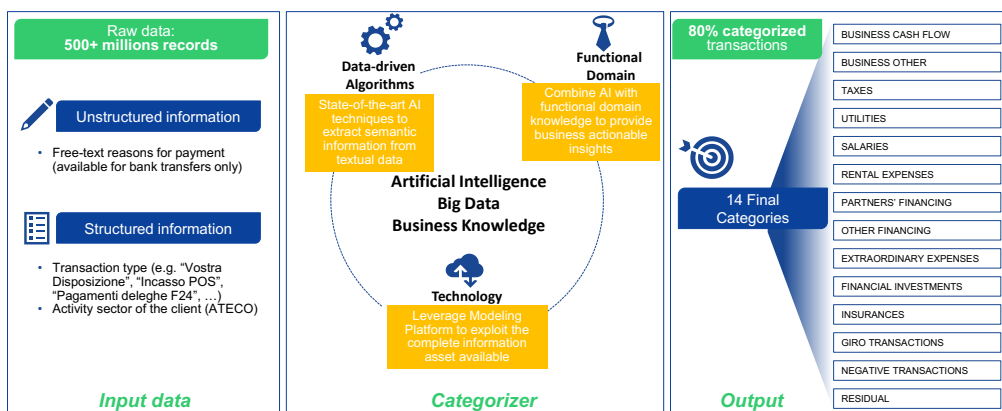 Raw data:
500+ millions records
Unstructured information
• Free-text reasons for payment
(available for bank transfers only)
Structured information
• Transaction type (e.g. “Vostra
Disposizione”, “Incasso POS”,
“Pagamenti deleghe F24”, …)
• Activity sector of the client (ATECO)
Input data
Data-driven
Algorithms
State-of-the-art AI
techniques to
extract semantic
information from
textual data
Functional
Domain
Combine AI with
functional domain
knowledge to provide
business actionable
insights
Artificial Intelligence
Big Data
Business Knowledge
Technology
Leverage Modeling
Platform to exploit the
complete information
asset available
Categorizer
80% categorized
transactions
14 Final
Categories
BUSINESS CASH FLOW
BUSINESS OTHER
TAXES
UTILITIES
SALARIES
RENTAL EXPENSES
PARTNERS’ FINANCING
OTHER FINANCING
EXTRAORDINARY EXPENSES
FINANCIAL INVESTMENTS
INSURANCES
GIRO TRANSACTIONS
NEGATIVE TRANSACTIONS
RESIDUAL
Output